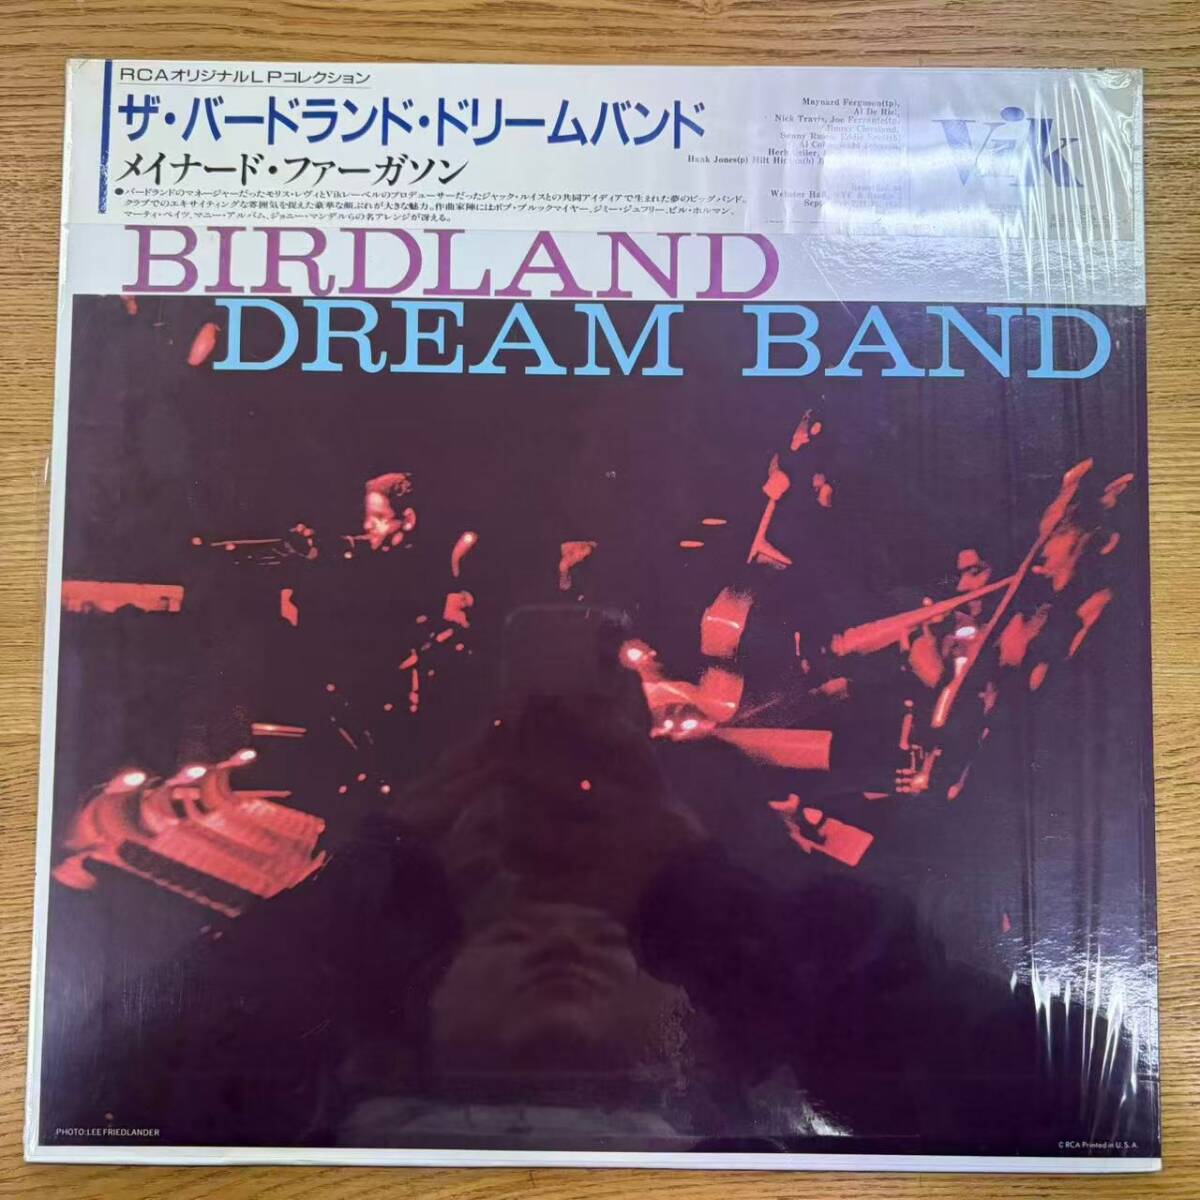 RCAオリジナルLPコレクション
ザ・バードランド・ドリームバンド
メイナード・ファーガソン
●バードランドのマネージャーだったモリス・レヴィとVikレーベルのプロデューサーだったジャック・ルイスとの共同アイディアで生まれた夢のビッグバンド。
クラブでのエキサイティングな雰囲気を捉えた豪華な顔ぶれが大きな魅力。作曲家陣にはボブ・ブルックマイヤー、ジミー・ジュフリー、ビル・ホルマン、
マーティ・ペイツ、マニー・アルバム、ジョニー・マンデルらの名アレンジが冴える。
Maynard Ferguson(tp),
Al De Risi,
Nick Travis, Joe Ferrante(tp)
Jimmy Cleveland,
Hank Jones(p) Milt
Vik
BIRDLAND
DREAM BAND
PHOTO: LEE FRIEDLANDER
© RCA Printed in U. S. A.